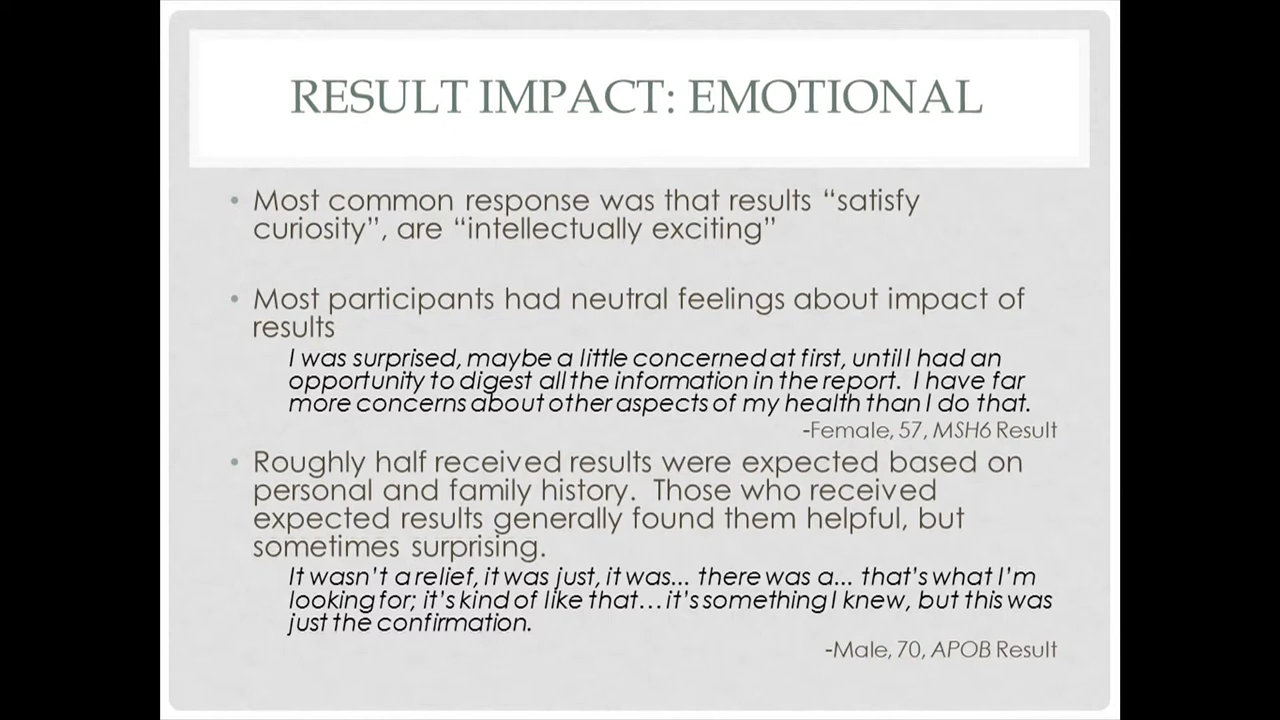 RESULT IMPACT: EMOTIONAL
• Most common response was that results “satisfy
curiosity”, are “intellectually exciting”
• Most participants had neutral feelings about impact of
results
I was surprised, maybe a little concerned at first, until I had an
opportunity to digest all the information in the report. I have far
more concerns about other aspects of my health than I do that.
-Female, 57, MSH6 Result
• Roughly half received results were expected based on
personal and family history. Those who received
expected results generally found them helpful, but
sometimes surprising.
It wasn’t a relief, it was just, it was... there was a... that’s what I’m
looking for; it’s kind of like that…it’s something I knew, but this was
just the confirmation.
-Male, 70, APOB Result